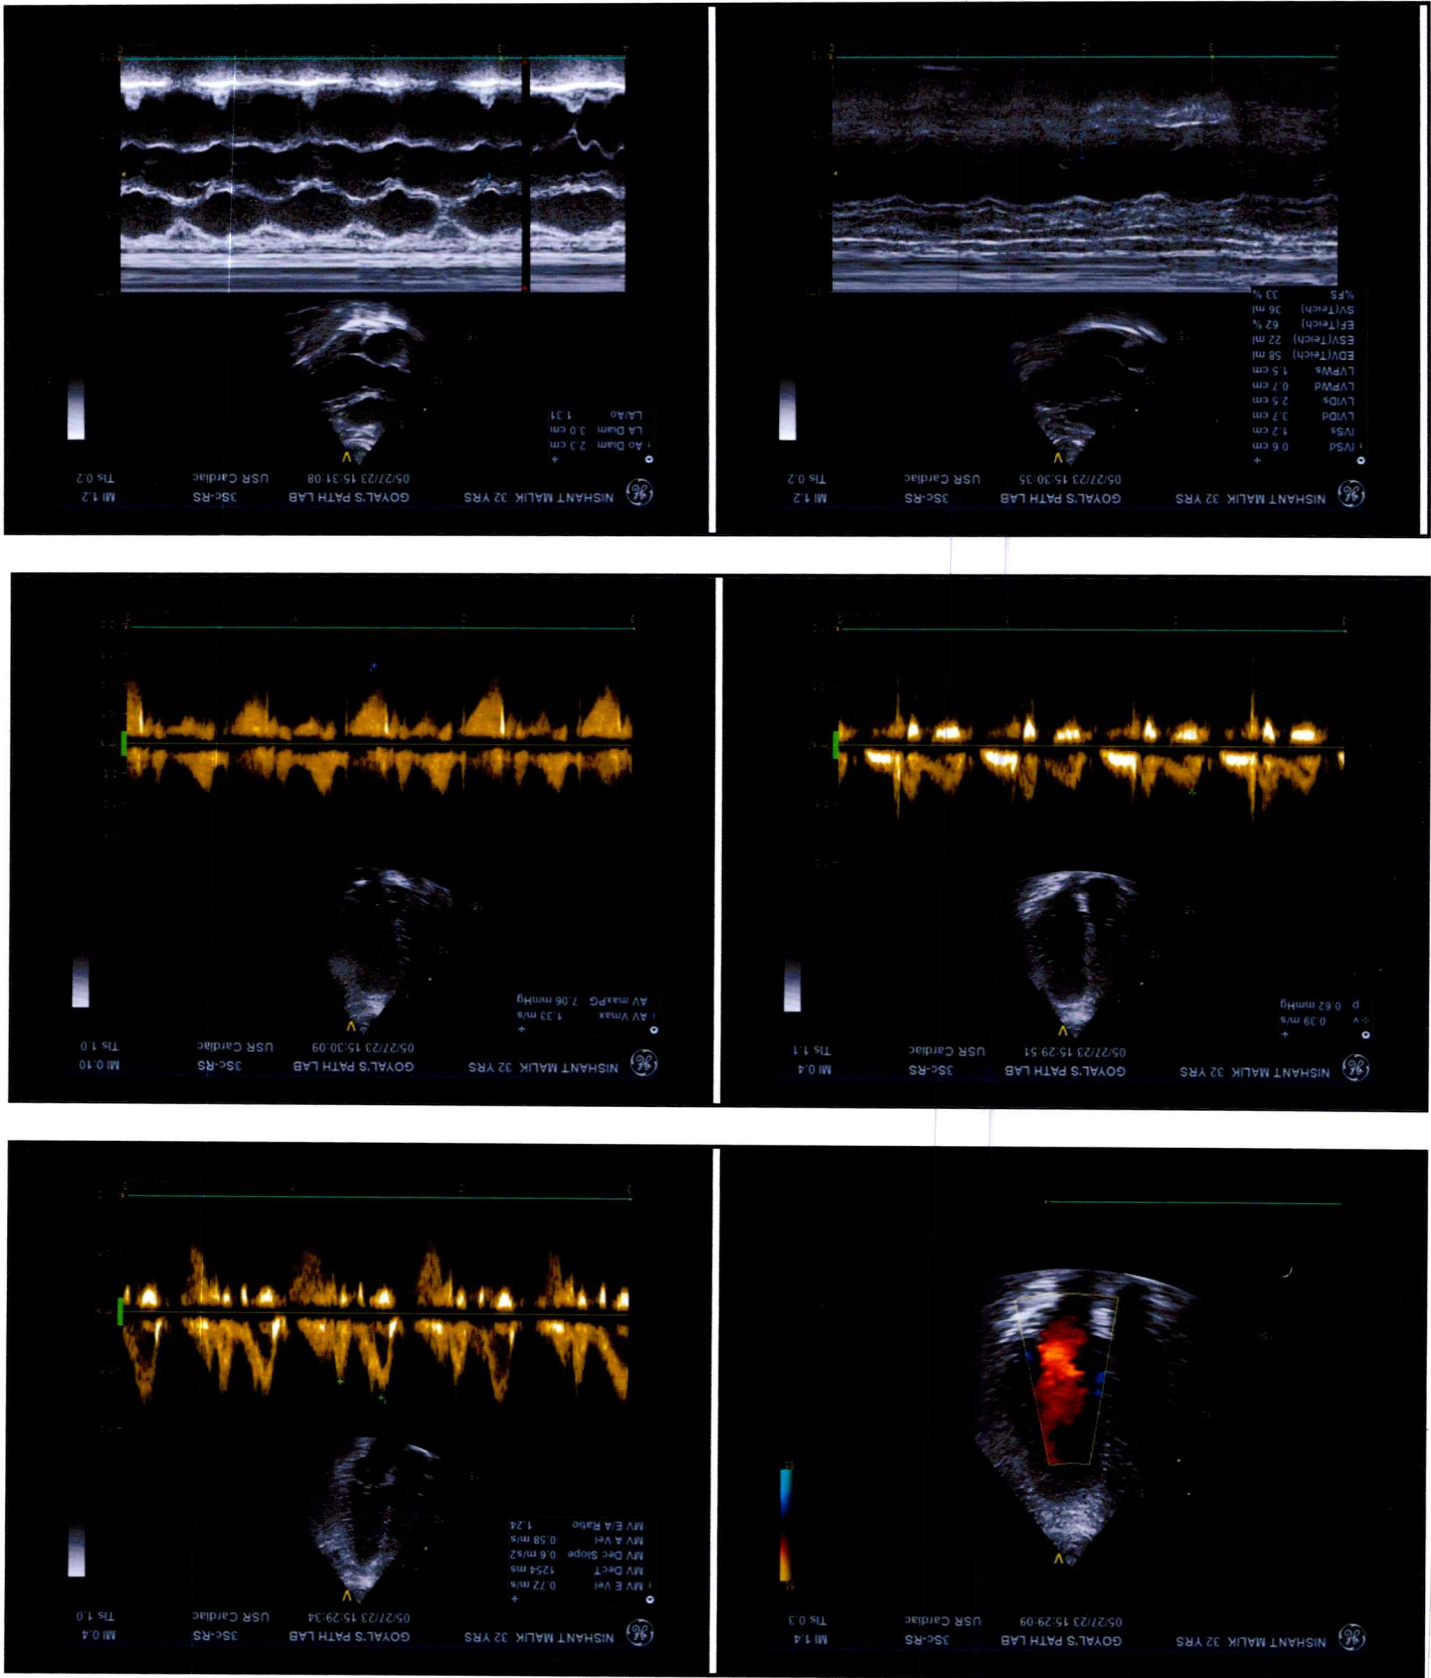 NISHANT MALIK 32 YRS GOYAL'S PATH LAB 3Sc-RS MI 1.4
05/27/23 15:29:09 USR Cardiac TIs 0.3
NISHANT MALIK 32 YRS GOYAL'S PATH LAB 3Sc-RS MI 0.4
05/27/23 15:29:34 USR Cardiac TIs 1.0
MV E Vel 0.72 m/s
MV DecT 1254 ms
MV Dec Slope 0.6 m/s2
MV A Vel 0.58 m/s
MV E/A Ratio 1.24
NISHANT MALIK 32 YRS GOYAL'S PATH LAB 3Sc-RS MI 0.4
05/27/23 15:29:51 USR Cardiac TIs 1.1
v 0.39 m/s
p 0.62 mmHg
NISHANT MALIK 32 YRS GOYAL'S PATH LAB 3Sc-RS MI 0.10
05/27/23 15:30:09 USR Cardiac TIs 1.0
AV Vmax 1.33 m/s
AV maxPG 7.06 mmHg
NISHANT MALIK 32 YRS GOYAL'S PATH LAB 3Sc-RS MI 1.2
05/27/23 15:30:35 USR Cardiac TIs 0.2
IVSd 0.6 cm
IVSs 1.2 cm
LVIDd 3.7 cm
LVIDs 2.5 cm
LVPWd 0.7 cm
LVPWs 1.5 cm
EDV(Teich) 58 ml
ESV(Teich) 22 ml
EF(Teich) 62 %
SV(Teich) 36 ml
%FS 33 %
NISHANT MALIK 32 YRS GOYAL'S PATH LAB 3Sc-RS MI 1.2
05/27/23 15:31:08 USR Cardiac TIs 0.2
Ao Diam 2.3 cm
LA Diam 3.0 cm
LA/Ao 1.31